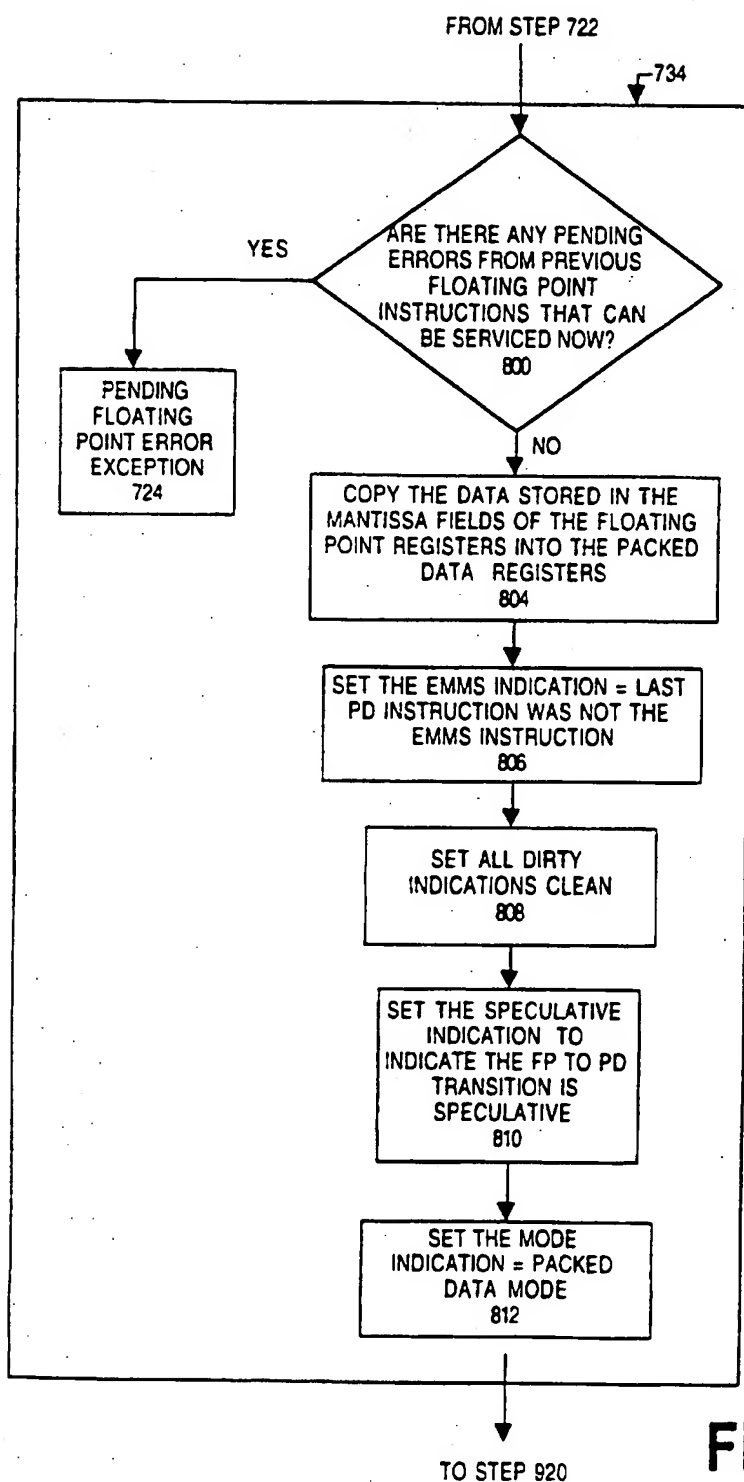 FROM STEP 722
734
ARE THERE ANY PENDING
ERRORS FROM PREVIOUS
FLOATING POINT
INSTRUCTIONS THAT CAN
BE SERVICED NOW?
800
YES
PENDING
FLOATING
POINT ERROR
EXCEPTION
724
NO
COPY THE DATA STORED IN THE
MANTISSA FIELDS OF THE FLOATING
POINT REGISTERS INTO THE PACKED
DATA REGISTERS
804
SET THE EMMS INDICATION = LAST
PD INSTRUCTION WAS NOT THE
EMMS INSTRUCTION
806
SET ALL DIRTY
INDICATIONS CLEAN
808
SET THE SPECULATIVE
INDICATION TO
INDICATE THE FP TO PD
TRANSITION IS
SPECULATIVE
810
SET THE MODE
INDICATION = PACKED
DATA MODE
812
TO STEP 920